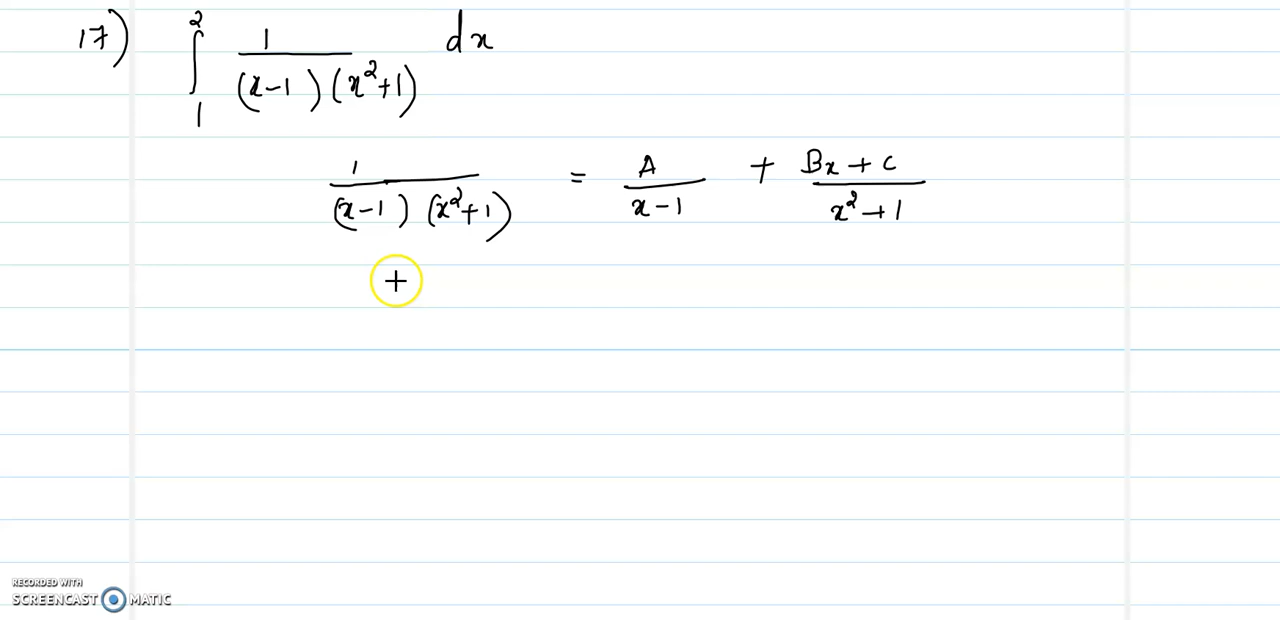 17) ∫₁² 1/((x-1)(x²+1)) dx
1/((x-1)(x²+1)) = A/(x-1) + (Bx+C)/(x²+1)
RECORDED WITH
SCREENCAST MATIC